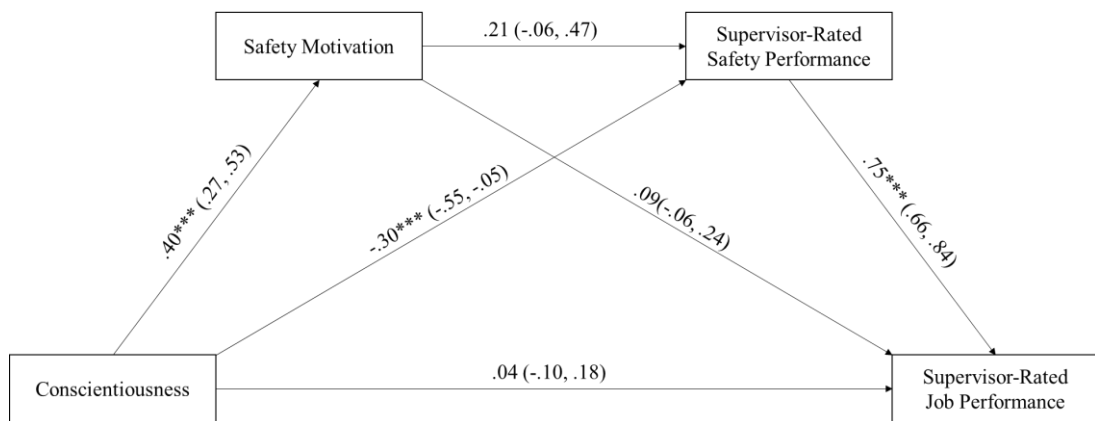 Safety Motivation
.21 (-.06, .47)
Supervisor-Rated
Safety Performance
.40*** (.27, .53)
-.30*** (-.55, -.05)
.09(-.06, .24)
.75*** (.66, .84)
Conscientiousness
.04 (-.10, .18)
Supervisor-Rated
Job Performance